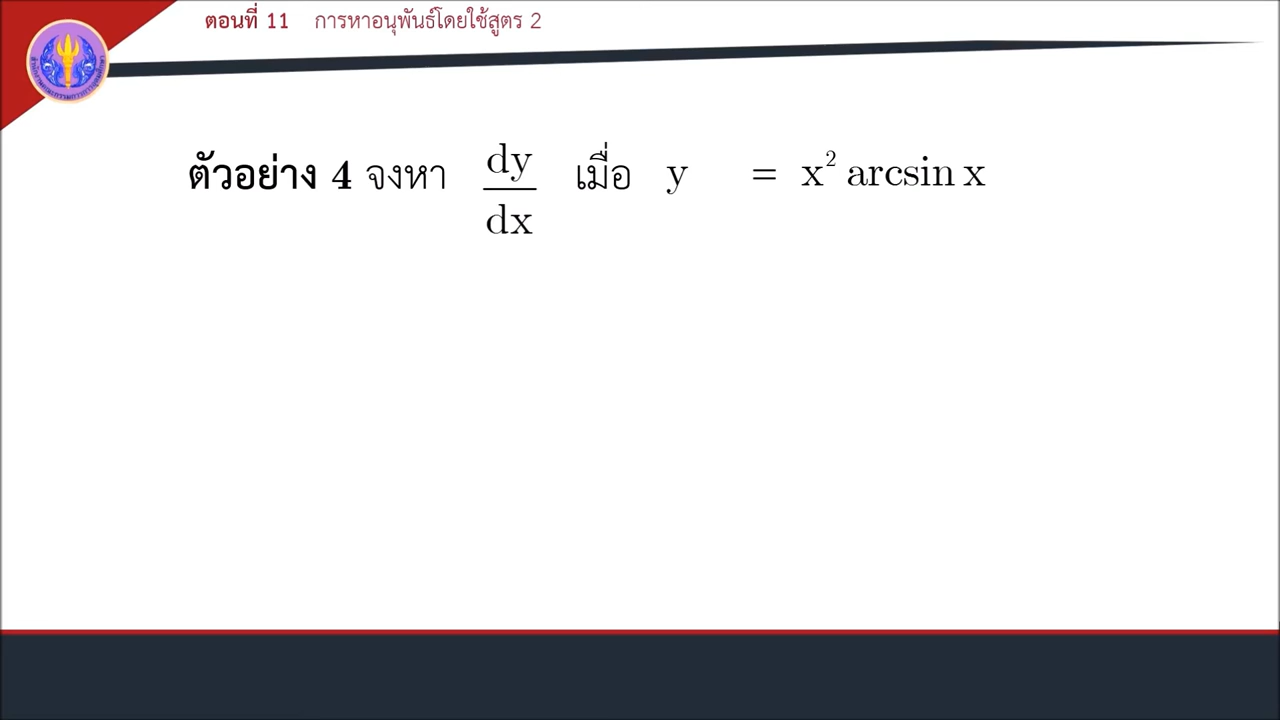 ตอนที่ 11 การหาอนุพันธ์โดยใช้สูตร 2
ตัวอย่าง 4 จงหา dy/dx เมื่อ y = x² arcsin x